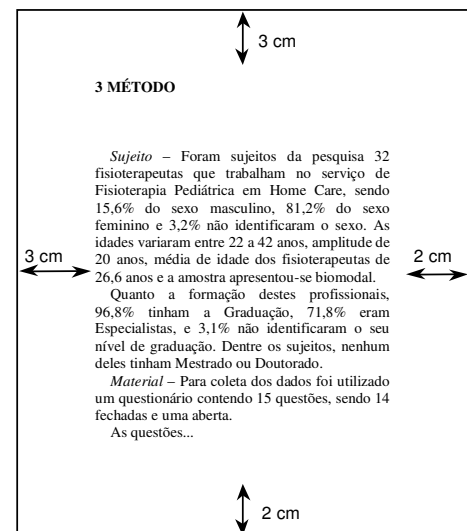 3 cm
3 MÉTODO
Sujeito – Foram sujeitos da pesquisa 32
fisioterapeutas que trabalham no serviço de
Fisioterapia Pediátrica em Home Care, sendo
15,6% do sexo masculino, 81,2% do sexo
feminino e 3,2% não identificaram o sexo. As
idades variaram entre 22 a 42 anos, amplitude de
20 anos, média de idade dos fisioterapeutas de
26,6 anos e a amostra apresentou-se biomodal.
3 cm
2 cm
Quanto a formação destes profissionais,
96,8% tinham a Graduação, 71,8% eram
Especialistas, e 3,1% não identificaram o seu
nível de graduação. Dentre os sujeitos, nenhum
deles tinham Mestrado ou Doutorado.
Material – Para coleta dos dados foi utilizado
um questionário contendo 15 questões, sendo 14
fechadas e uma aberta.
As questões...
2 cm